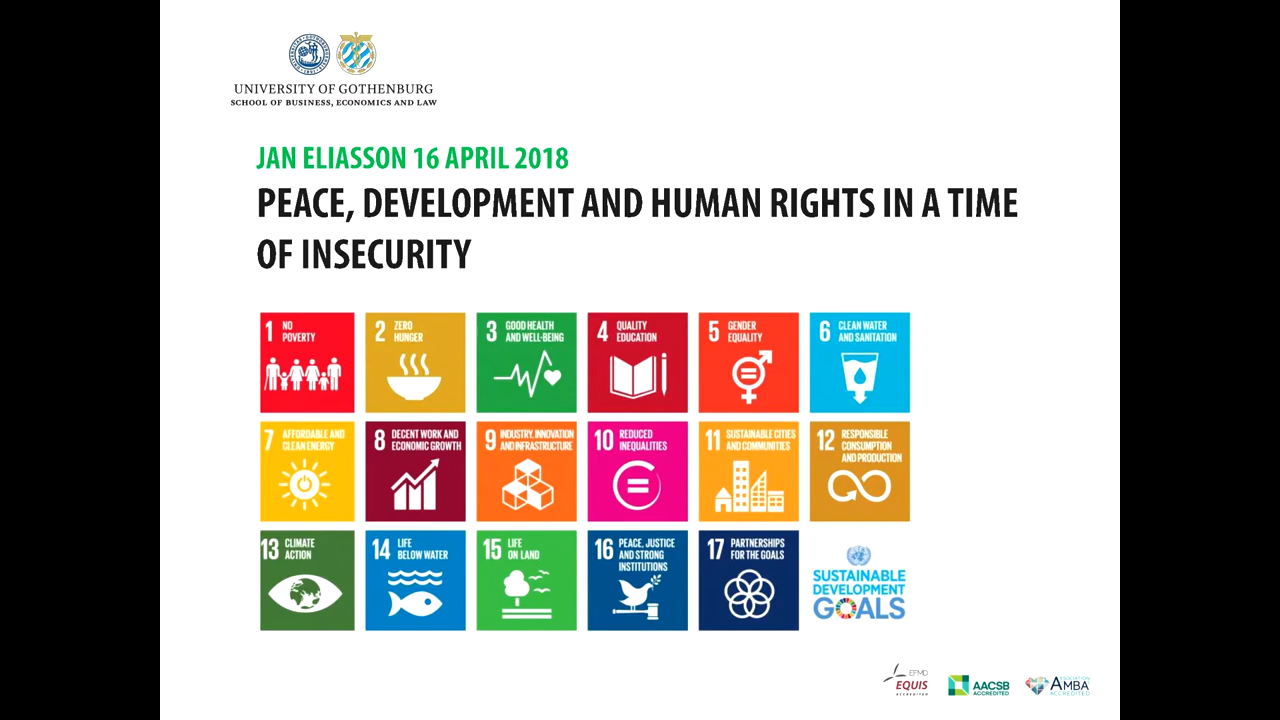 UNIVERSITY OF GOTHENBURG
SCHOOL OF BUSINESS, ECONOMICS AND LAW
JAN ELIASSON 16 APRIL 2018
PEACE, DEVELOPMENT AND HUMAN RIGHTS IN A TIME
OF INSECURITY
1 NO
POVERTY
2 ZERO
HUNGER
3 GOOD HEALTH
AND WELL-BEING
4 QUALITY
EDUCATION
5 GENDER
EQUALITY
6 CLEAN WATER
AND SANITATION
7 AFFORDABLE AND
CLEAN ENERGY
8 DECENT WORK AND
ECONOMIC GROWTH
9 INDUSTRY, INNOVATION
AND INFRASTRUCTURE
10 REDUCED
INEQUALITIES
11 SUSTAINABLE CITIES
AND COMMUNITIES
12 RESPONSIBLE
CONSUMPTION
AND PRODUCTION
13 CLIMATE
ACTION
14 LIFE
BELOW WATER
15 LIFE
ON LAND
16 PEACE, JUSTICE
AND STRONG
INSTITUTIONS
17 PARTNERSHIPS
FOR THE GOALS
SUSTAINABLE
DEVELOPMENT
GOALS
EFMD
EQUIS
ACCREDITED
AACSB
ACCREDITED
ASSOCIATION
AMBA
ACCREDITED